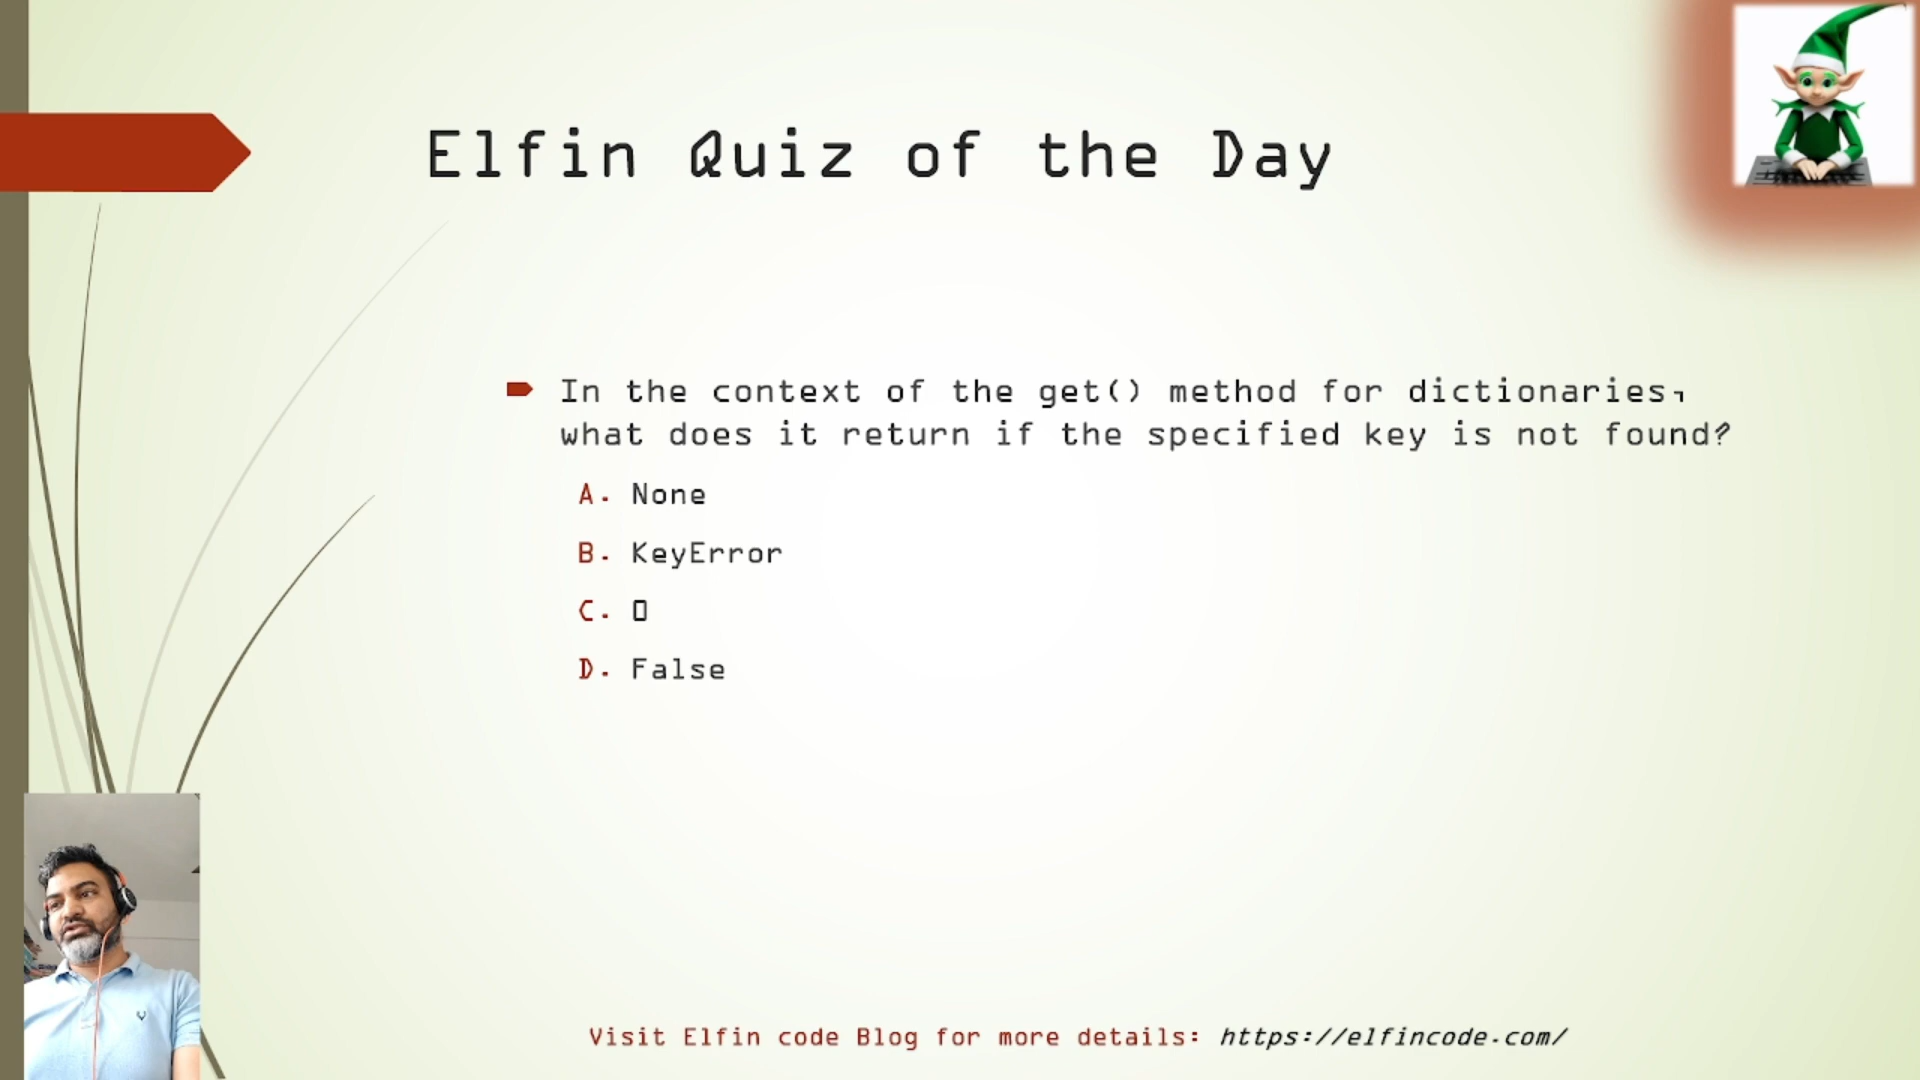 Elfin Quiz of the Day
In the context of the get() method for dictionaries,
what does it return if the specified key is not found?
A. None
B. KeyError
C. 0
D. False
Visit Elfin code Blog for more details: https://elfincode.com/